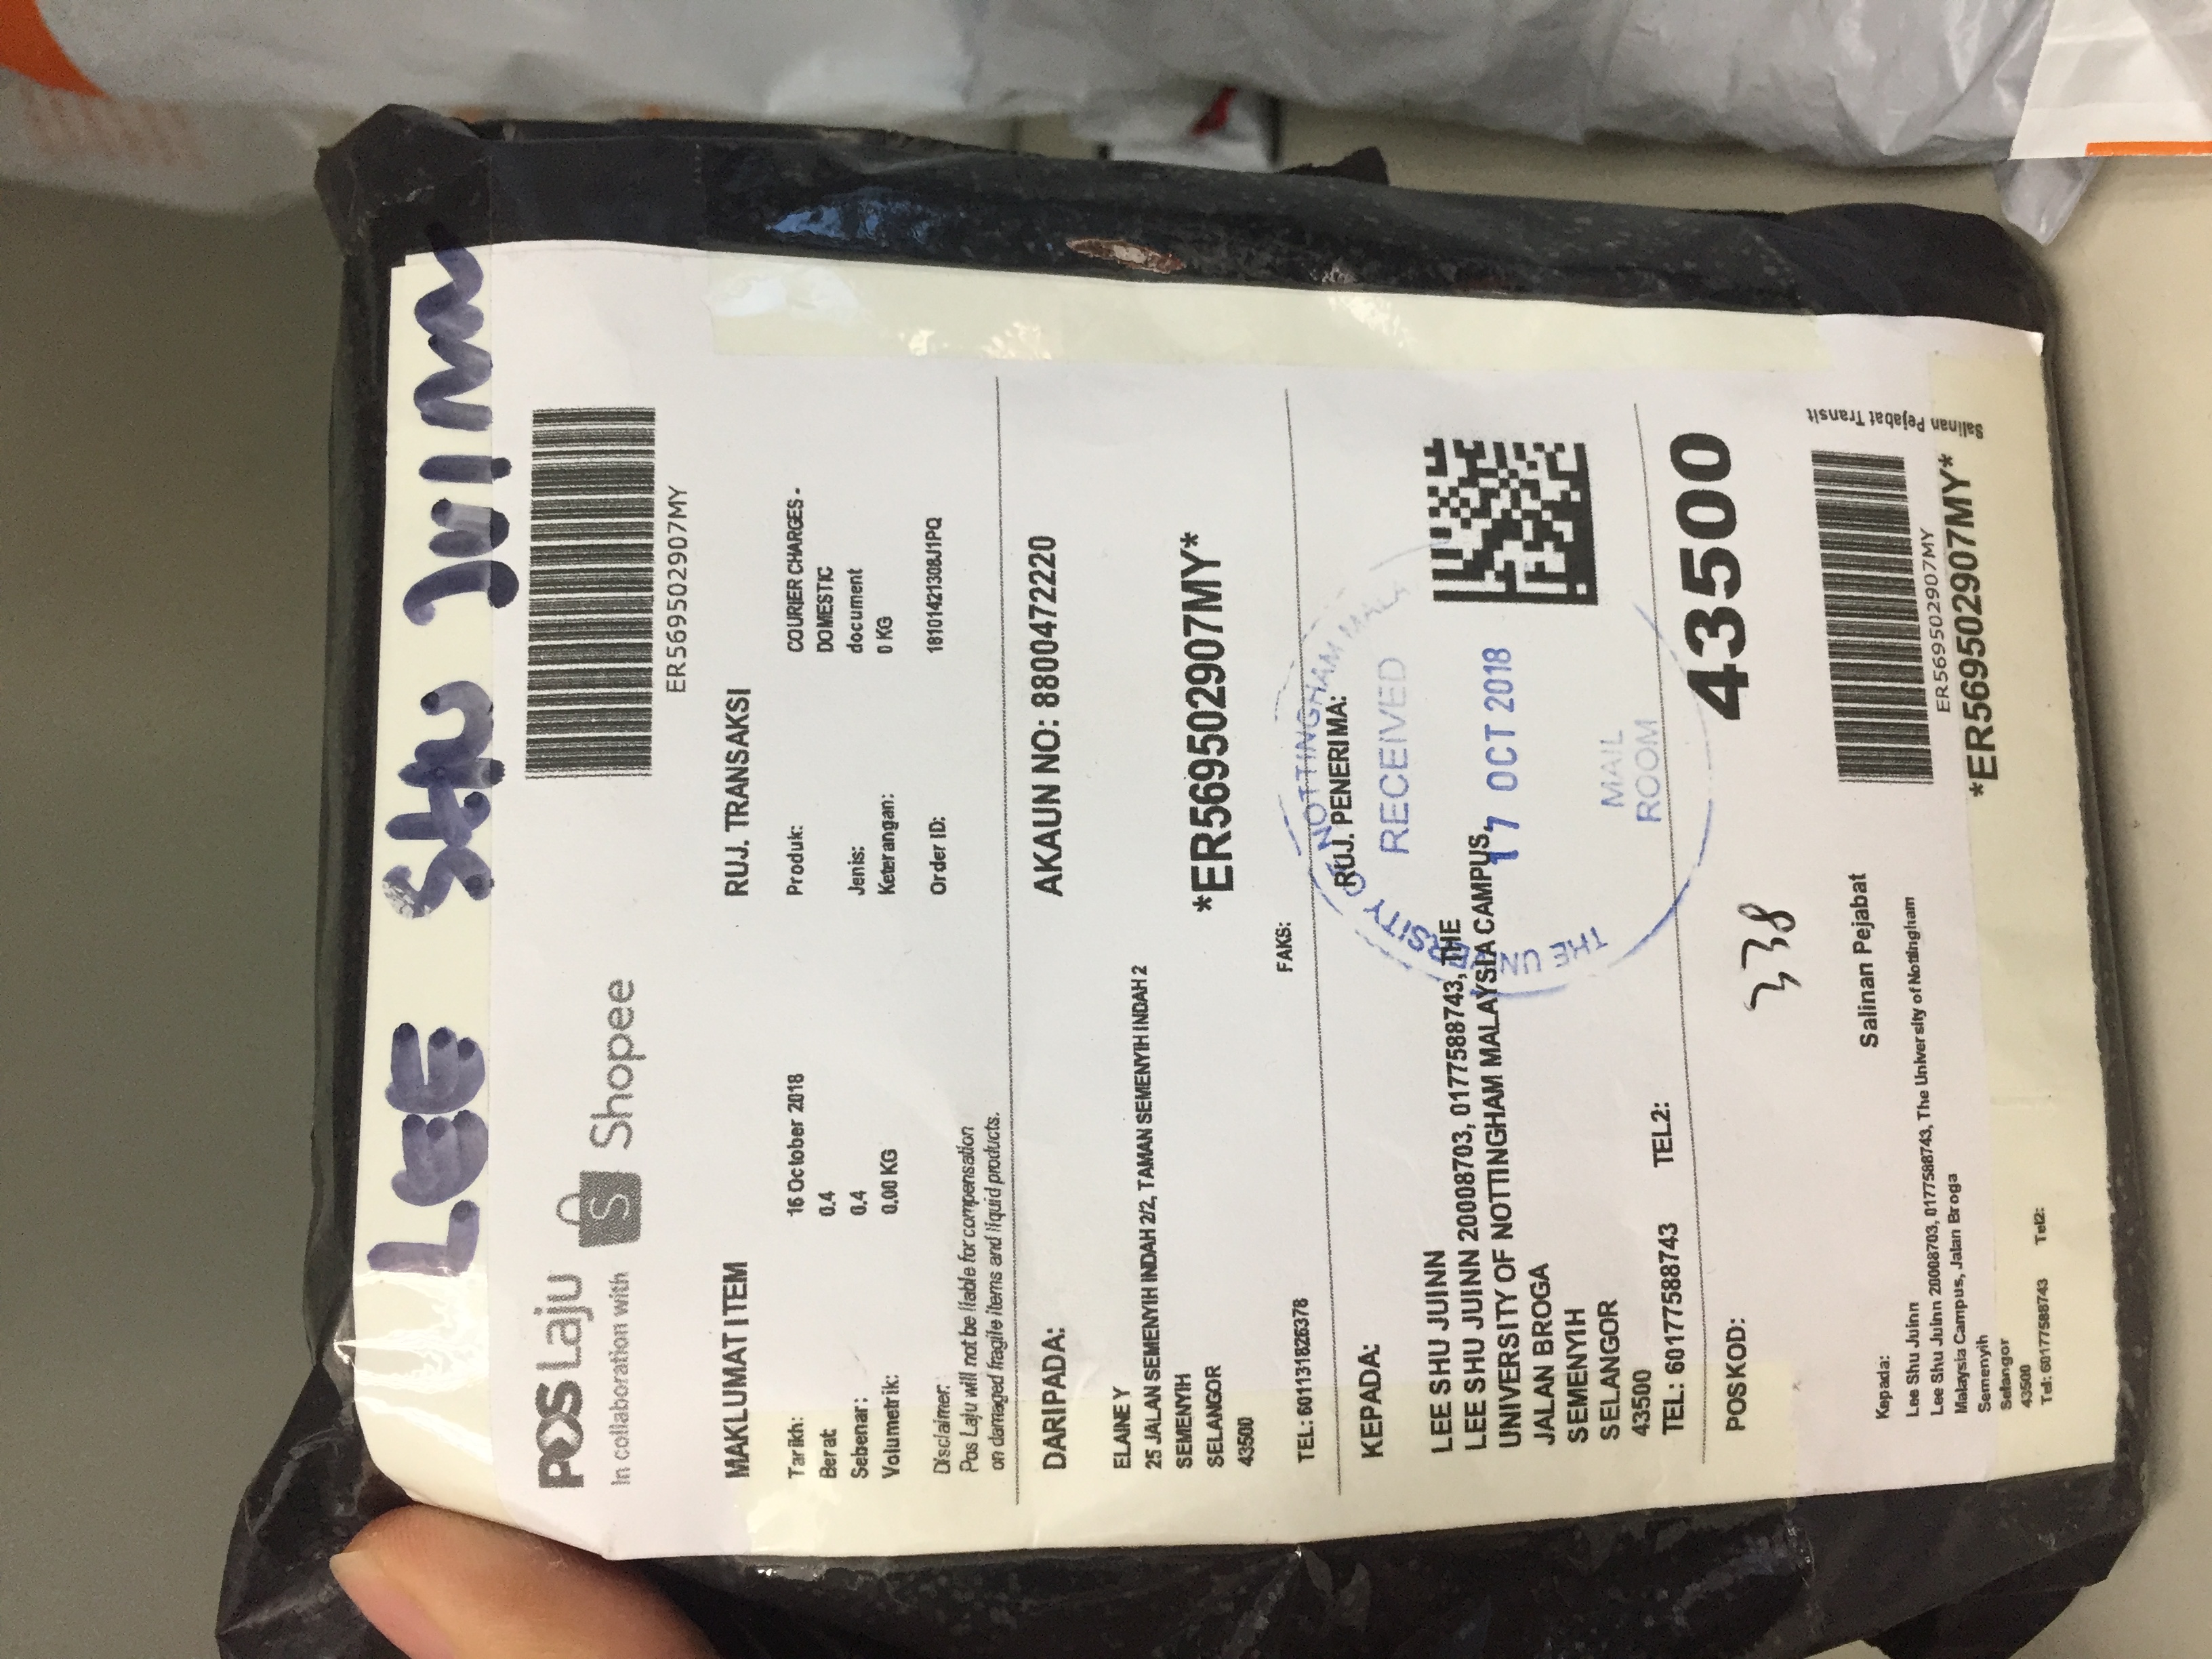 LEE SHU JUINN
POS Laju
In collaboration with
S Shopee
ER569502907MY
MAKLUMAT ITEM
Tarikh: 16 October 2018
Berat 0.4
Sebenar: 0.4
Volumetrik: 0.00 KG
Disclaimer:
Pos Laju will not be liable for compensation
on damaged fragile items and liquid products.
RUJ. TRANSAKSI
Produk: COURIER CHARGES -
DOMESTIC
Jenis: document
Keterangan: 0 KG
Order ID: 18101421308J1PQ
DARIPADA:
AKAUN NO: 8800472220
ELAINE Y
25 JALAN SEMENYIH INDAH 2/2, TAMAN SEMENYIH INDAH 2
SEMENYIH
SELANGOR
43500
*ER569502907MY*
TEL: 601131826378
FAKS:
KEPADA:
RUJ. PENERIMA:
LEE SHU JUINN
LEE SHU JUINN 20008703, 0177588743, THE
UNIVERSITY OF NOTTINGHAM MALAYSIA CAMPUS,
JALAN BROGA
SEMENYIH
SELANGOR
43500
TEL: 60177588743 TEL2:
THE UNIVERSITY OF NOTTINGHAM
RECEIVED
17 OCT 2018
MAIL
ROOM
POSKOD:
43500
338
Salinan Pejabat
Kepada:
Lee Shu Juinn
Lee Shu Juinn 20008703, 0177588743, The University of Nottingham
Malaysia Campus, Jalan Broga
Semenyih
Selangor
43500
Tel: 60177588743 Tel2:
ER569502907MY
*ER569502907MY*
Salinan Pejabat Transit